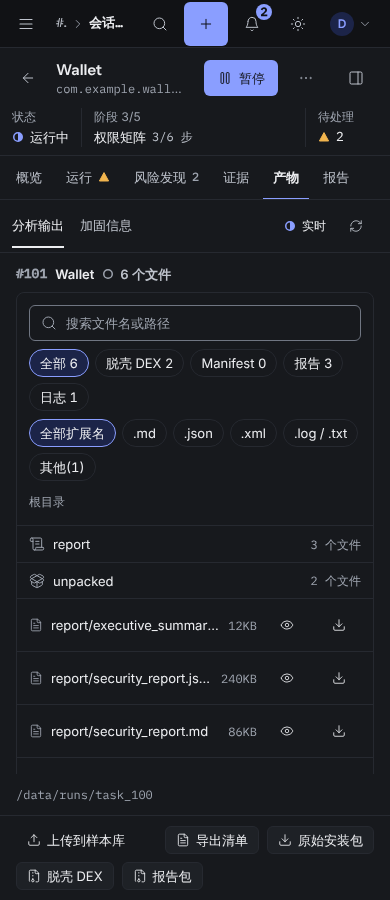 #. 会话… 2 D
Wallet
com.example.wall… 暂停
状态 阶段 3/5 待处理
运行中 权限矩阵 3/6 步 2
概览 运行 风险发现 2 证据 产物 报告
分析输出 加固信息 实时
#101 Wallet 6 个文件
搜索文件名或路径
全部 6 脱壳 DEX 2 Manifest 0 报告 3
日志 1
全部扩展名 .md .json .xml .log / .txt
其他(1)
根目录
report 3 个文件
unpacked 2 个文件
report/executive_summar… 12KB
report/security_report.js… 240KB
report/security_report.md 86KB
/data/runs/task_100
上传到样本库 导出清单 原始安装包
脱壳 DEX 报告包